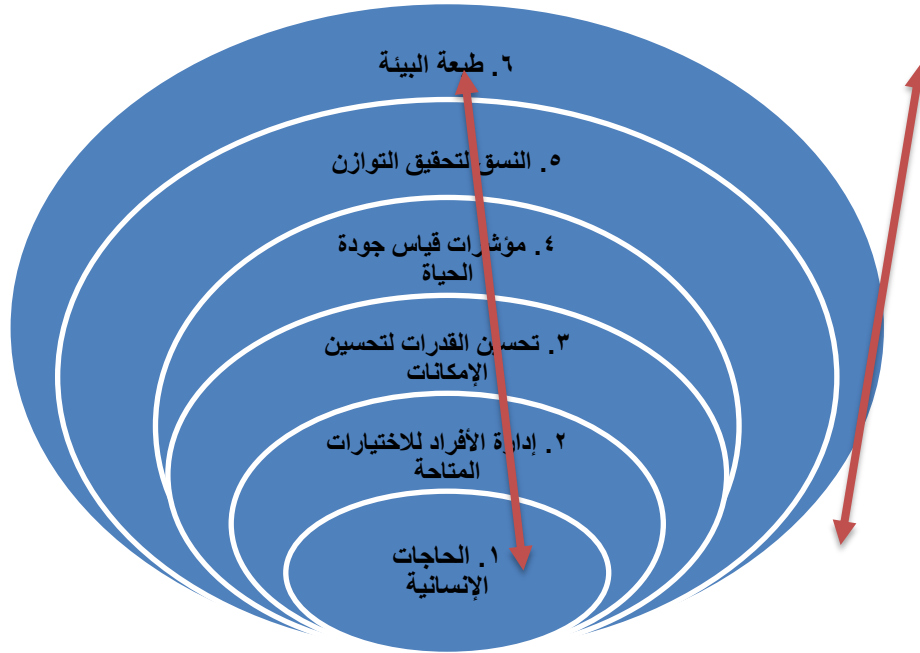 ٦. طبعة البيئة
٥. النسق لتحقيق التوازن
٤. مؤشرات قياس جودة
الحياة
٣. تحسين القدرات لتحسين
الإمكانات
٢. إدارة الأفراد للاختيارات
المتاحة
١. الحاجات
الإنسانية